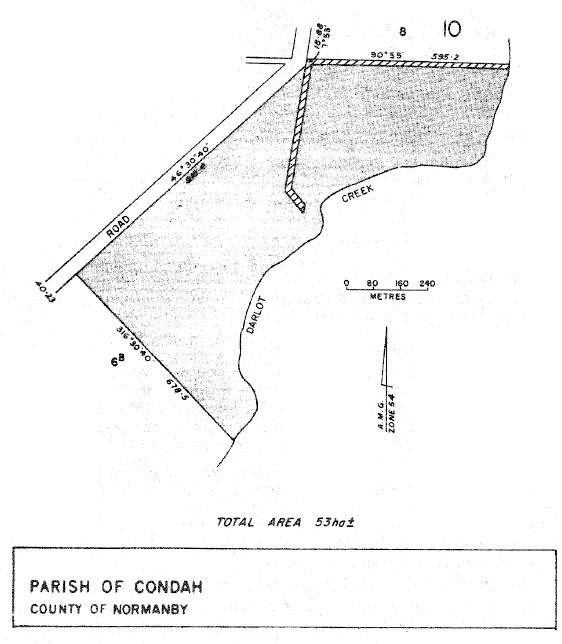 8 10
18·88
7°53'
90°55' 595·2
46°30'40"
ROAD
CREEK
40·23
0 80 160 240
METRES
DARLOT
316°30'40
6B
678·5
A.M.G.
ZONE 54
TOTAL AREA 53ha±
PARISH OF CONDAH
COUNTY OF NORMANBY